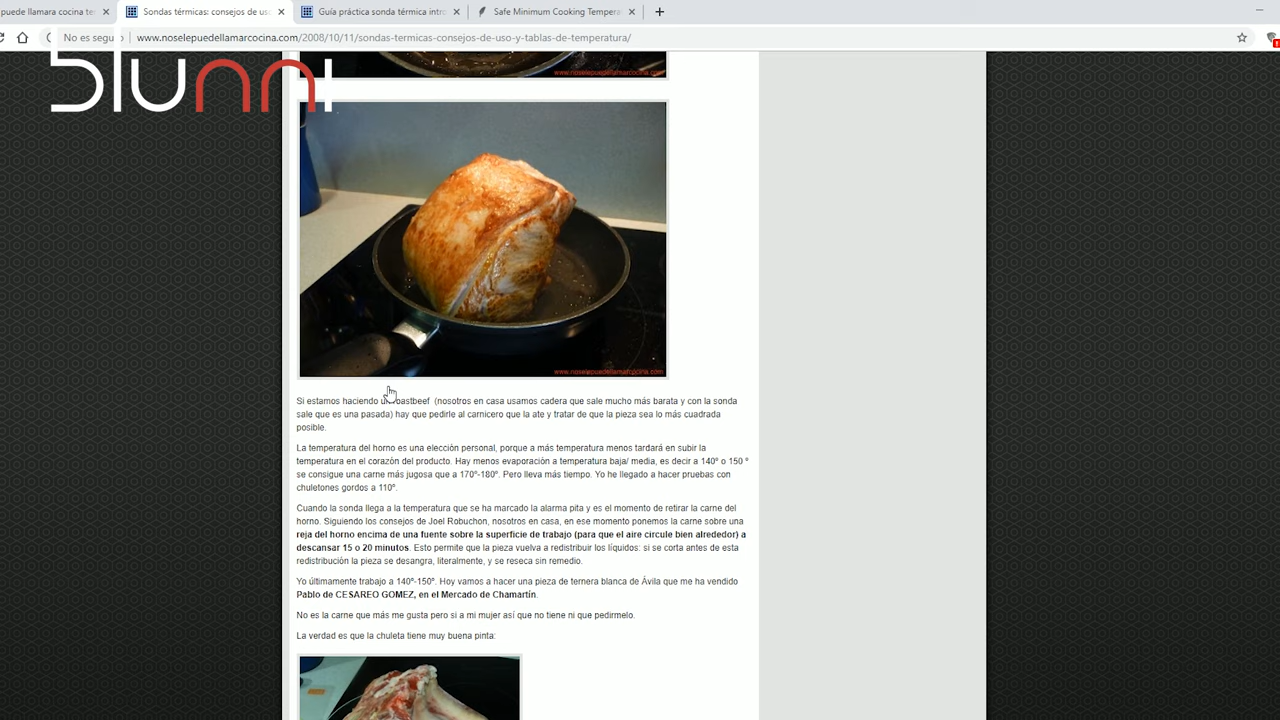 puede llamara cocina te
Sondas térmicas: consejos de us
Guía práctica sonda térmica intr
Safe Minimum Cooking Tempera
No es segu
www.noselepuedellamarcocina.com/2008/10/11/sondas-termicas-consejos-de-uso-y-tablas-de-temperatura/
blunni
www.noselepuedellamarcocina.com
www.noselepuedellamarcocina.com
Si estamos haciendo un roastbeef (nosotros en casa usamos cadera que sale mucho más barata y con la sonda
sale que es una pasada) hay que pedirle al carnicero que la ate y tratar de que la pieza sea lo más cuadrada
posible.
La temperatura del horno es una elección personal, porque a más temperatura menos tardará en subir la
temperatura en el corazón del producto. Hay menos evaporación a temperatura baja/ media, es decir a 140º o 150 º
se consigue una carne más jugosa que a 170º-180º. Pero lleva más tiempo. Yo he llegado a hacer pruebas con
chuletones gordos a 110º.
Cuando la sonda llega a la temperatura que se ha marcado la alarma pita y es el momento de retirar la carne del
horno. Siguiendo los consejos de Joel Robuchon, nosotros en casa, en ese momento ponemos la carne sobre una
reja del horno encima de una fuente sobre la superficie de trabajo (para que el aire circule bien alrededor) a
descansar 15 o 20 minutos. Esto permite que la pieza vuelva a redistribuir los líquidos: si se corta antes de esta
redistribución la pieza se desangra, literalmente, y se reseca sin remedio.
Yo últimamente trabajo a 140º-150º. Hoy vamos a hacer una pieza de ternera blanca de Ávila que me ha vendido
Pablo de CESAREO GOMEZ, en el Mercado de Chamartín.
No es la carne que más me gusta pero si a mi mujer así que no tiene ni que pedírmelo.
La verdad es que la chuleta tiene muy buena pinta: